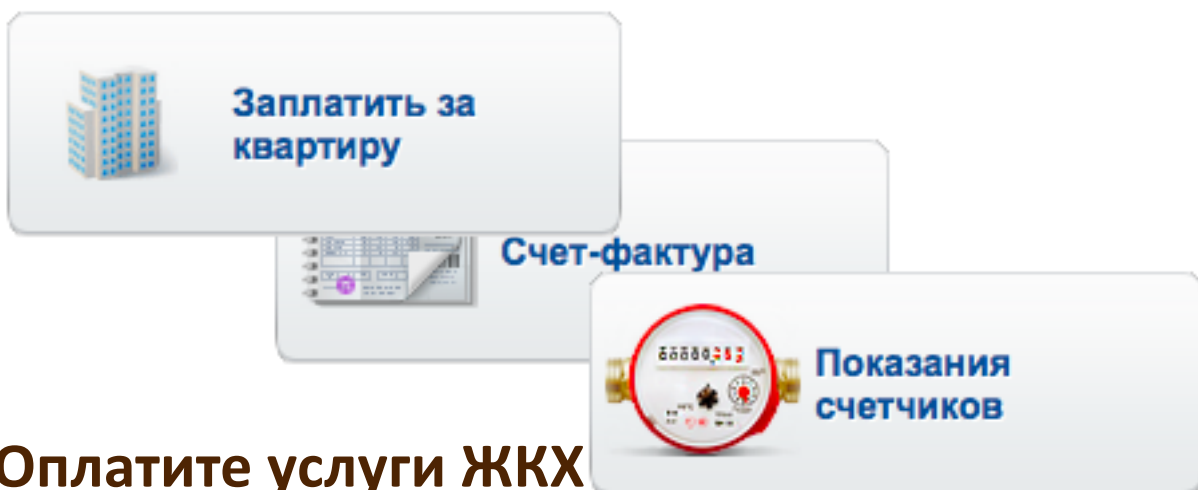 Заплатить за
квартиру
Счет-фактура
Показания
счетчиков
Оплатите услуги ЖКХ